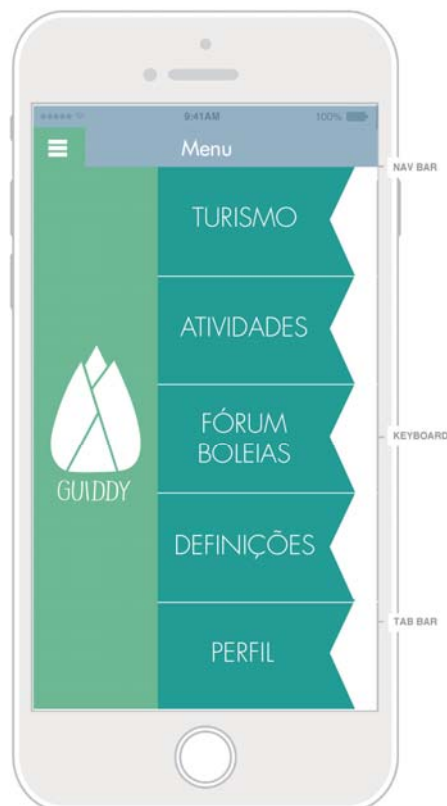 9:41AM
100%
Menu
NAV BAR
TURISMO
ATIVIDADES
FÓRUM
BOLEIAS
KEYBOARD
GUIDDY
DEFINIÇÕES
TAB BAR
PERFIL